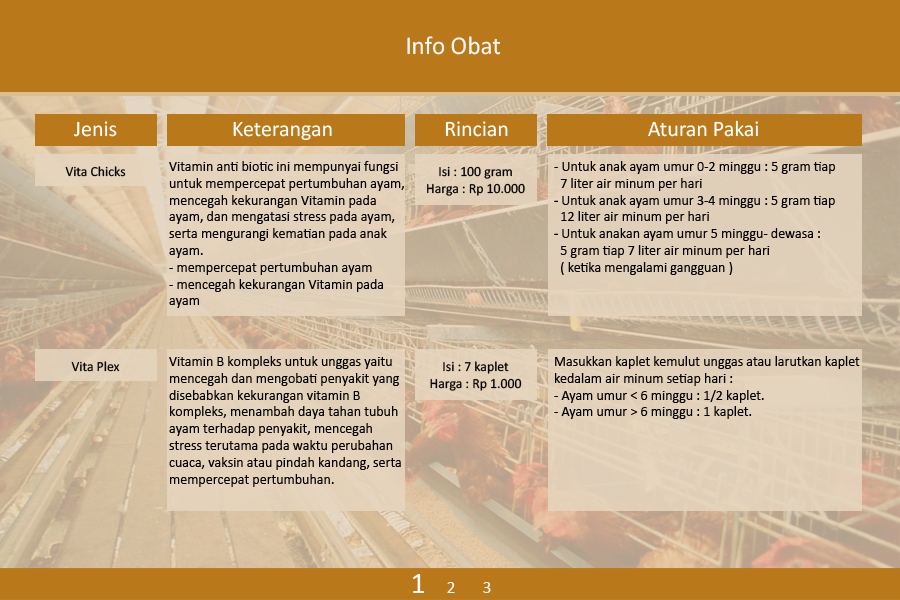 Info Obat
Jenis
Keterangan
Rincian
Aturan Pakai
Vita Chicks
Vitamin anti biotic ini mempunyai fungsi
untuk mempercepat pertumbuhan ayam,
mencegah kekurangan Vitamin pada
ayam, dan mengatasi stress pada ayam,
serta mengurangi kematian pada anak
ayam.
- mempercepat pertumbuhan ayam
- mencegah kekurangan Vitamin pada
ayam
Isi : 100 gram
Harga : Rp 10.000
- Untuk anak ayam umur 0-2 minggu : 5 gram tiap
7 liter air minum per hari
- Untuk anak ayam umur 3-4 minggu : 5 gram tiap
12 liter air minum per hari
- Untuk anakan ayam umur 5 minggu- dewasa :
5 gram tiap 7 liter air minum per hari
( ketika mengalami gangguan )
Vita Plex
Vitamin B kompleks untuk unggas yaitu
mencegah dan mengobati penyakit yang
disebabkan kekurangan vitamin B
kompleks, menambah daya tahan tubuh
ayam terhadap penyakit, mencegah
stress terutama pada waktu perubahan
cuaca, vaksin atau pindah kandang, serta
mempercepat pertumbuhan.
Isi : 7 kaplet
Harga : Rp 1.000
Masukkan kaplet kemulut unggas atau larutkan kaplet
kedalam air minum setiap hari :
- Ayam umur < 6 minggu : 1/2 kaplet.
- Ayam umur > 6 minggu : 1 kaplet.
1 2 3